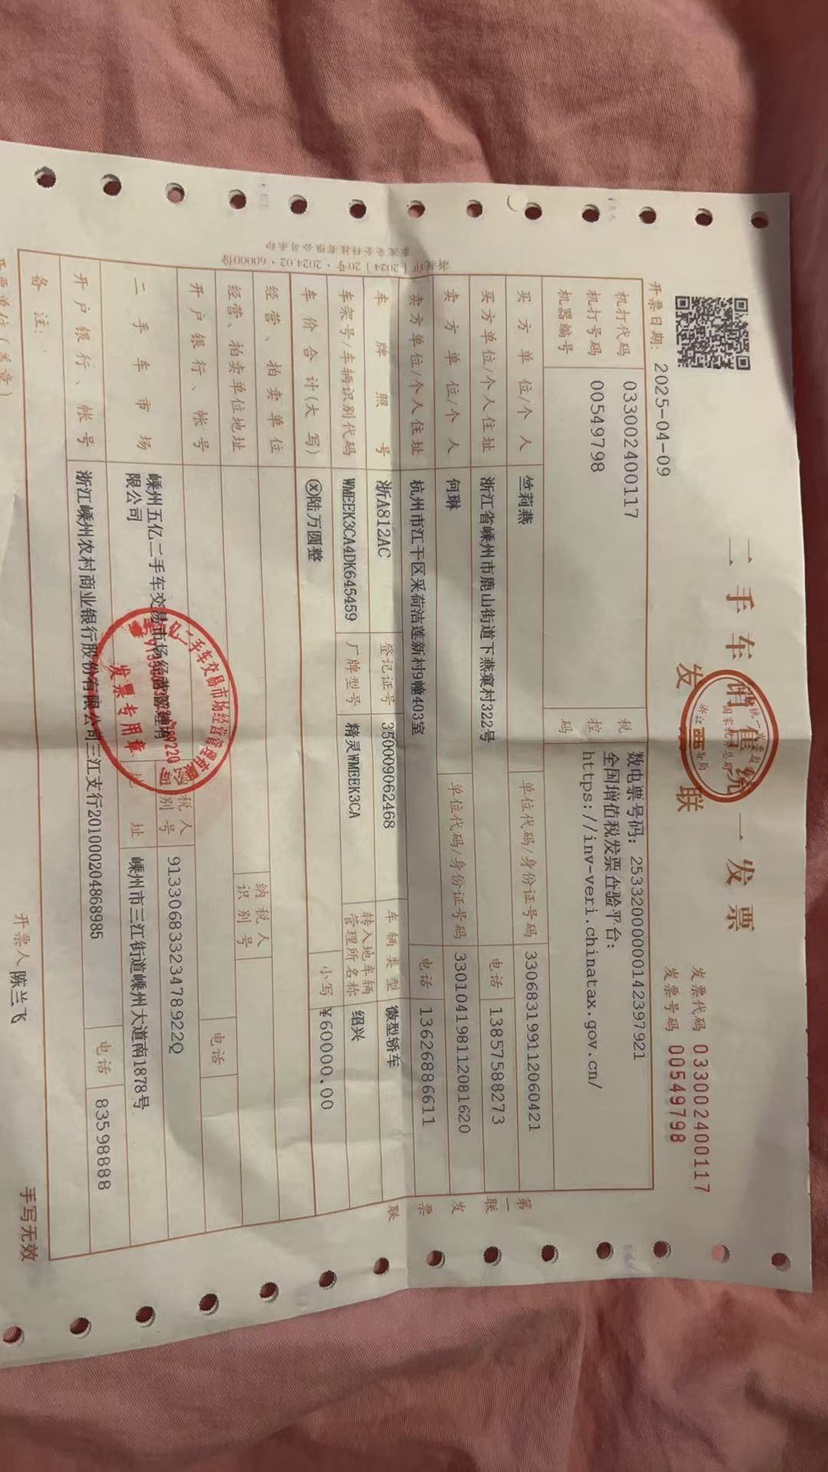 二手车销售统一发票
发票联
发票代码 033002400117
发票号码 00549798
开票日期: 2025-04-09
机打代码 033002400117
机打号码 00549798
机器编号
税控码
数电票号码: 25332000000142397921
全国增值税发票查验平台:
https://inv-veri.chinatax.gov.cn/
买方单位/个人 竺莉燕 单位代码/身份证号码 330683199112060421
买方单位/个人住址 浙江省嵊州市鹿山街道下燕窠村322号 电话 13857588273
卖方单位/个人 何琳 单位代码/身份证号码 330104198112081620
卖方单位/个人住址 杭州市江干区采荷洁莲新村9幢403室 电话 13626886611
车牌照号 浙A812AC 登记证号 350009062468 车辆类型 微型轿车
车架号/车辆识别代码 WMEEK3CA4DK645459 厂牌型号 精灵WMEEK3CA 转入地车辆管理所名称 绍兴
车价合计(大写) ⓧ陆万圆整 小写 ¥60000.00
经营、拍卖单位
经营、拍卖单位地址 纳税人识别号
开户银行、帐号 电话
二手车市场 嵊州五亿二手车交易市场经营管理有限公司
纳税人识别号 91330683323478922Q
地址 嵊州市三江街道嵊州大道南1878号
开户银行、帐号 浙江嵊州农村商业银行股份有限公司三江支行201000204868985 电话 83598888
备注:
开票单位(盖章)
开票人 陈兰飞
手写无效
第一联 发票联
发票专用章